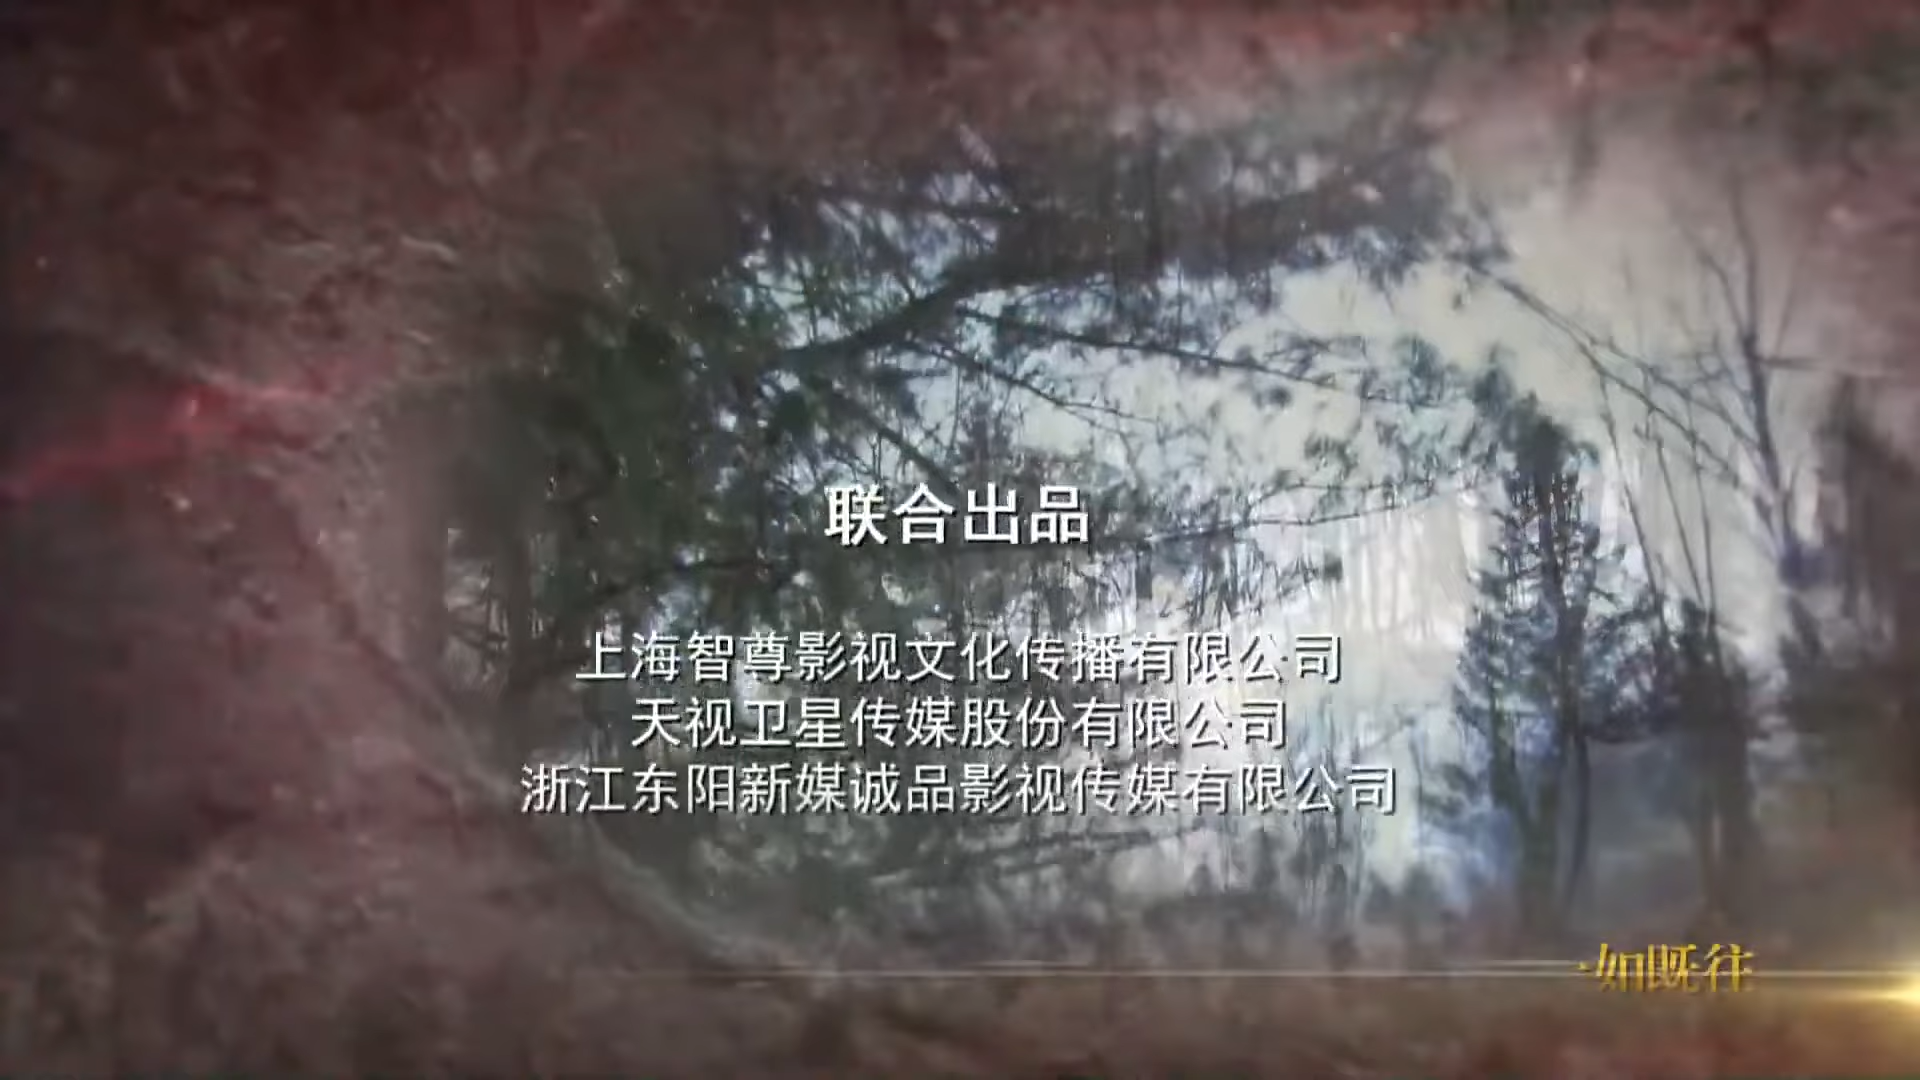 联合出品
上海智尊影视文化传播有限公司
天视卫星传媒股份有限公司
浙江东阳新媒诚品影视传媒有限公司
一如既往